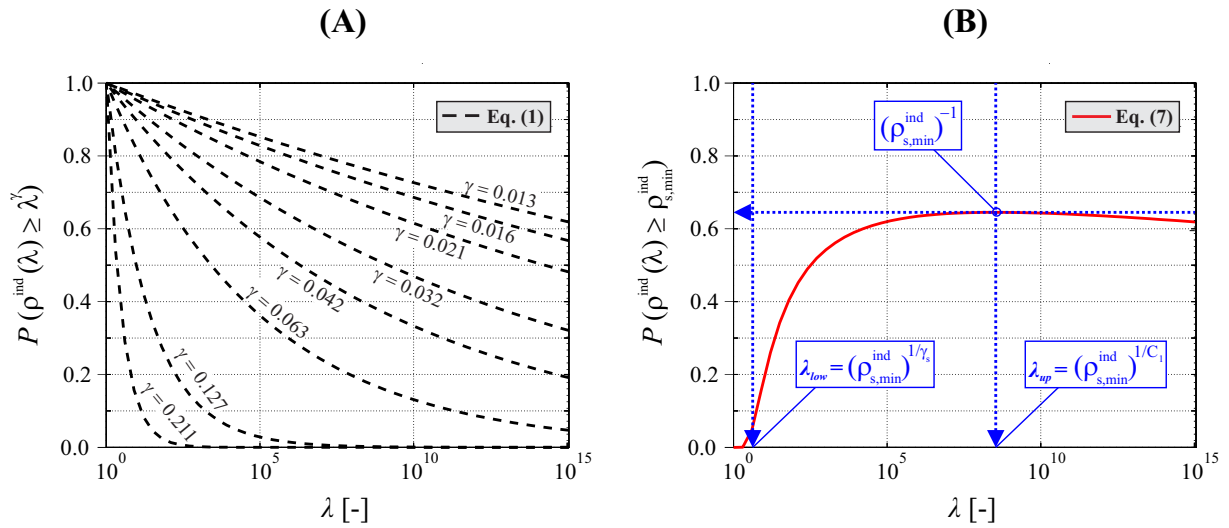 (A)
P (ρ^ind (λ) ≥ λ^γ)
1.0
0.8
0.6
0.4
0.2
0.0
Eq. (1)
γ = 0.013
γ = 0.016
γ = 0.021
γ = 0.032
γ = 0.042
γ = 0.063
γ = 0.127
γ = 0.211
10^0
10^5
10^10
10^15
λ [-]
(B)
P (ρ^ind (λ) ≥ ρ^ind_s,min)
1.0
0.8
0.6
0.4
0.2
0.0
(ρ^ind_s,min)^−1
Eq. (7)
λ_low = (ρ^ind_s,min)^1/γ_s
λ_up = (ρ^ind_s,min)^1/C_1
10^0
10^5
10^10
10^15
λ [-]